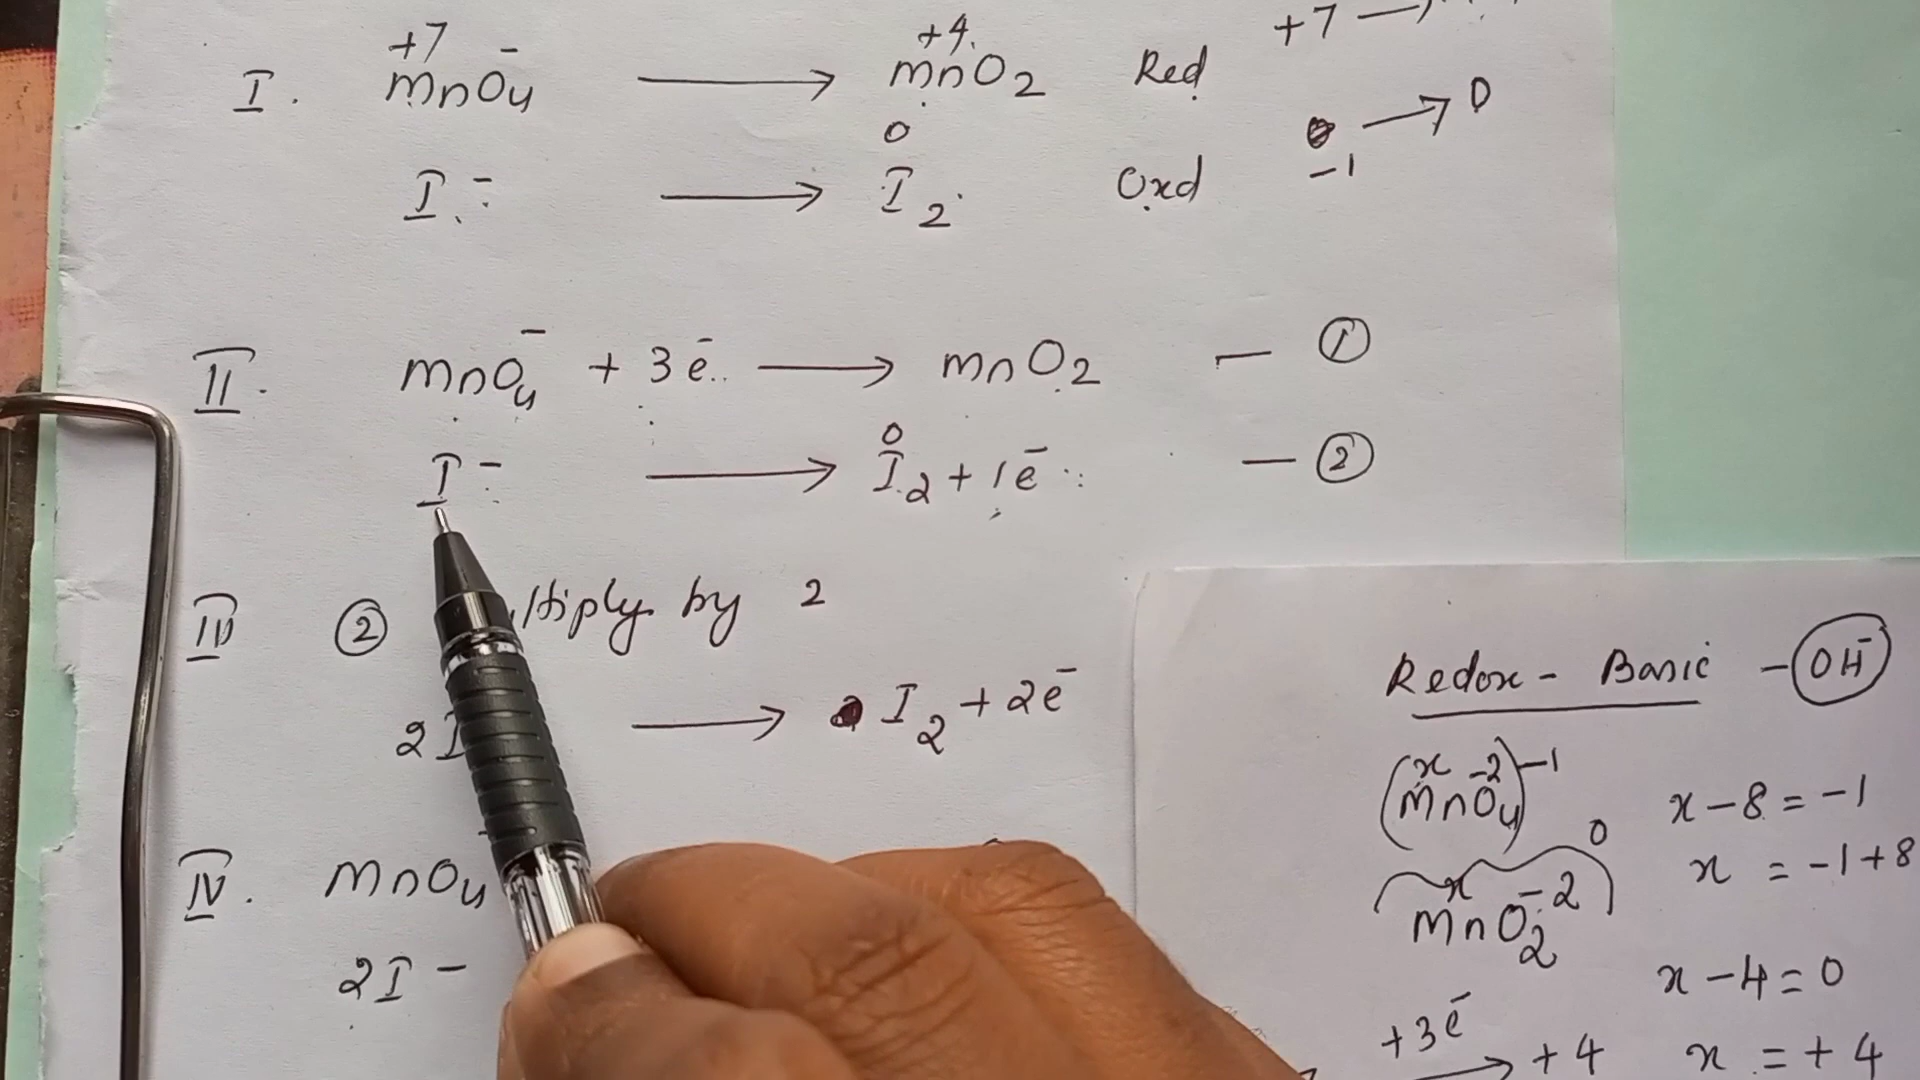 I. +7 MnO4⁻ ⟶ +4 MnO2 Red +7 ⟶
I⁻ ⟶ 0 I2 Oxd -1 ⟶ 0
II. MnO4⁻ + 3e⁻ ⟶ MnO2 — ①
I⁻ ⟶ 0 I2 + 1e⁻ — ②
III ② by 2
2I ⟶ I2 + 2e⁻
IV. MnO4
2I⁻
Redox - Basic - OH⁻
(x -2 MnO4)-1 x - 8 = -1
x = -1 + 8
x -2 MnO2 0
x - 4 = 0
+3e⁻ ⟶ +4 x = +4